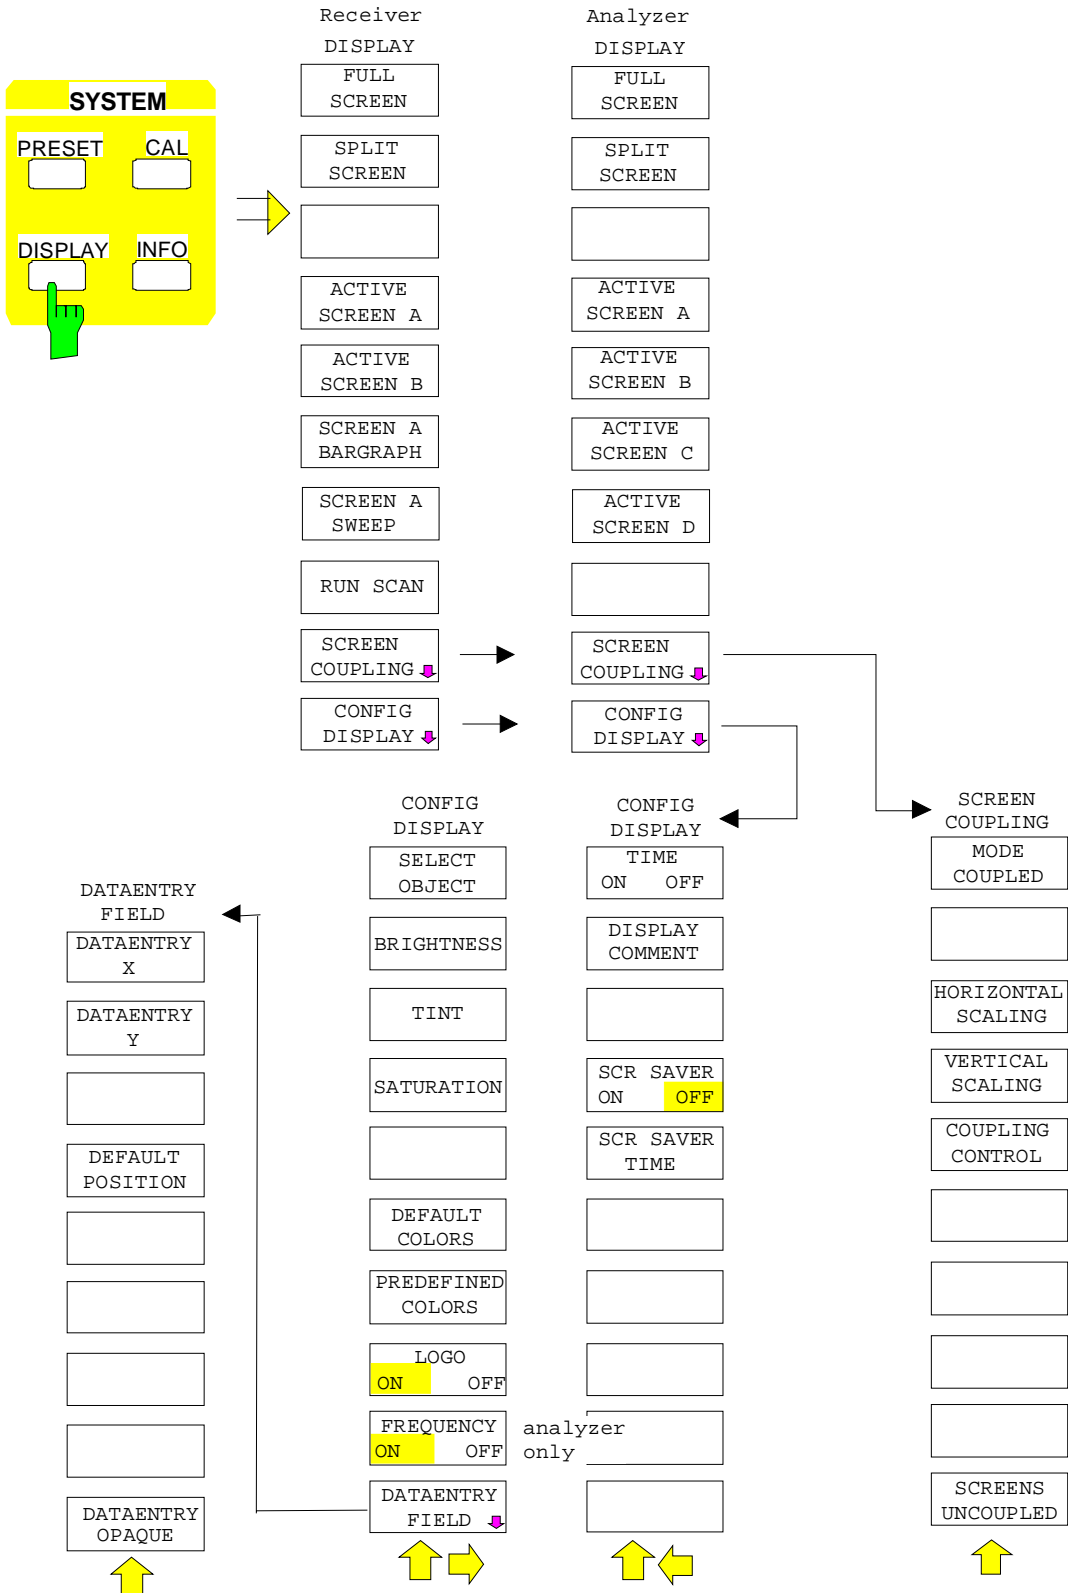 Receiver
DISPLAY
FULL
SCREEN
SPLIT
SCREEN
ACTIVE
SCREEN A
ACTIVE
SCREEN B
SCREEN A
BARGRAPH
SCREEN A
SWEEP
RUN SCAN
SCREEN
COUPLING
CONFIG
DISPLAY
Analyzer
DISPLAY
FULL
SCREEN
SPLIT
SCREEN
ACTIVE
SCREEN A
ACTIVE
SCREEN B
ACTIVE
SCREEN C
ACTIVE
SCREEN D
SCREEN
COUPLING
CONFIG
DISPLAY
SYSTEM
PRESET CAL
DISPLAY INFO
DATAENTRY
FIELD
DATAENTRY
X
DATAENTRY
Y
DEFAULT
POSITION
DATAENTRY
OPAQUE
CONFIG
DISPLAY
SELECT
OBJECT
BRIGHTNESS
TINT
SATURATION
DEFAULT
COLORS
PREDEFINED
COLORS
LOGO
ON OFF
FREQUENCY
ON OFF
analyzer
only
DATAENTRY
FIELD
CONFIG
DISPLAY
TIME
ON OFF
DISPLAY
COMMENT
SCR SAVER
ON OFF
SCR SAVER
TIME
SCREEN
COUPLING
MODE
COUPLED
HORIZONTAL
SCALING
VERTICAL
SCALING
COUPLING
CONTROL
SCREENS
UNCOUPLED